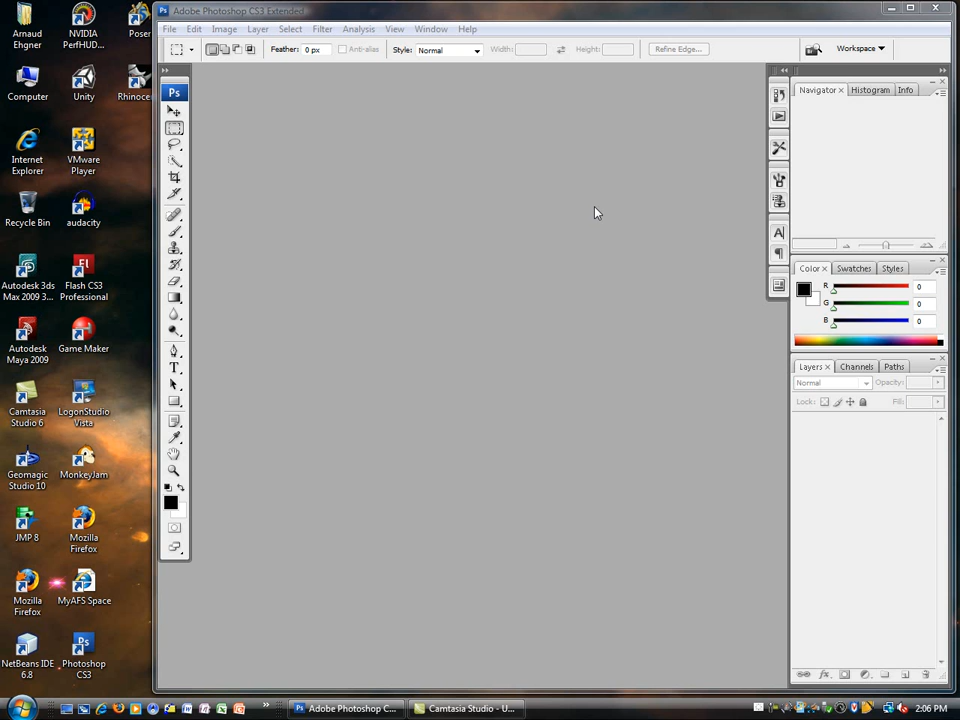 Adobe Photoshop CS3 Extended
File Edit Image Layer Select Filter Analysis View Window Help
Feather: 0 px Anti-alias Style: Normal Width: Height: Refine Edge... Workspace
Ps
Navigator x Histogram Info
Color x Swatches Styles
R 0
G 0
B 0
Layers x Channels Paths
Normal Opacity:
Lock: Fill:
Arnaud Ehgner
NVIDIA PerfHUD...
Poser
Computer
Unity
Rhinocer
Internet Explorer
VMware Player
Recycle Bin
audacity
Autodesk 3ds Max 2009 3...
Flash CS3 Professional
Autodesk Maya 2009
Game Maker
Camtasia Studio 6
LogonStudio Vista
Geomagic Studio 10
MonkeyJam
JMP 8
Mozilla Firefox
Mozilla Firefox
MyAFS Space
NetBeans IDE 6.8
Photoshop CS3
Adobe Photoshop C...
Camtasia Studio - U...
2:06 PM